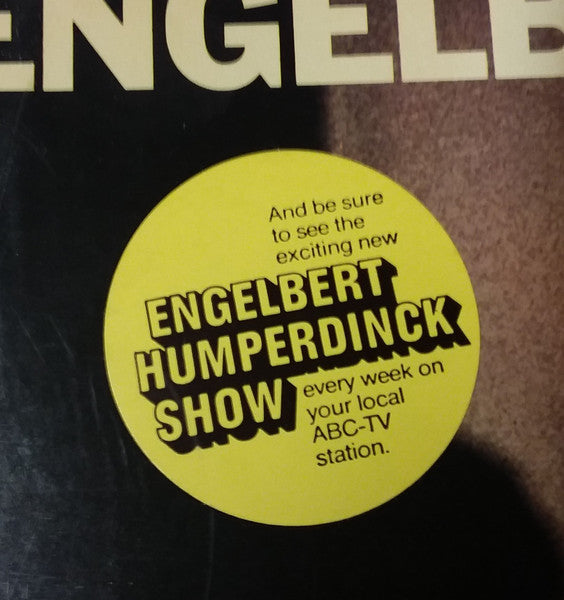 ENGELB
And be sure
to see the
exciting new
ENGELBERT
HUMPERDINCK
SHOW
every week on
your local
ABC-TV
station.